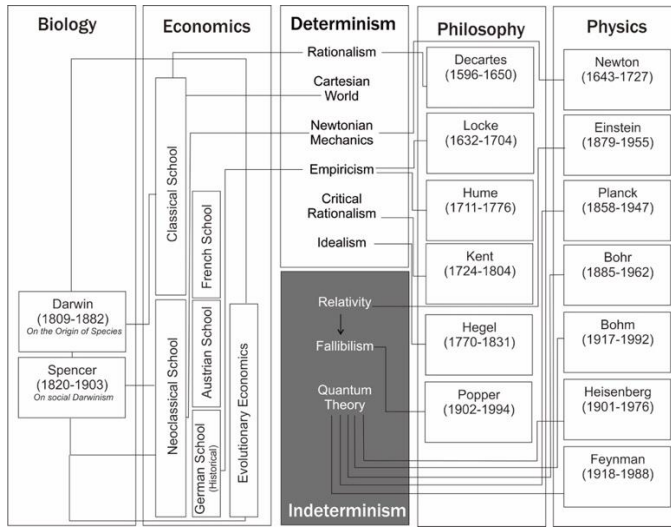 Biology
Darwin
(1809-1882)
On the Origin of Species
Spencer
(1820-1903)
On social Darwinism
Economics
Classical School
Neoclassical School
French School
Austrian School
German School
(Historical)
Evolutionary Economics
Determinism
Rationalism
Cartesian
World
Newtonian
Mechanics
Empiricism
Critical
Rationalism
Idealism
Relativity
Fallibilism
Quantum
Theory
Indeterminism
Philosophy
Decartes
(1596-1650)
Locke
(1632-1704)
Hume
(1711-1776)
Kent
(1724-1804)
Hegel
(1770-1831)
Popper
(1902-1994)
Physics
Newton
(1643-1727)
Einstein
(1879-1955)
Planck
(1858-1947)
Bohr
(1885-1962)
Bohm
(1917-1992)
Heisenberg
(1901-1976)
Feynman
(1918-1988)